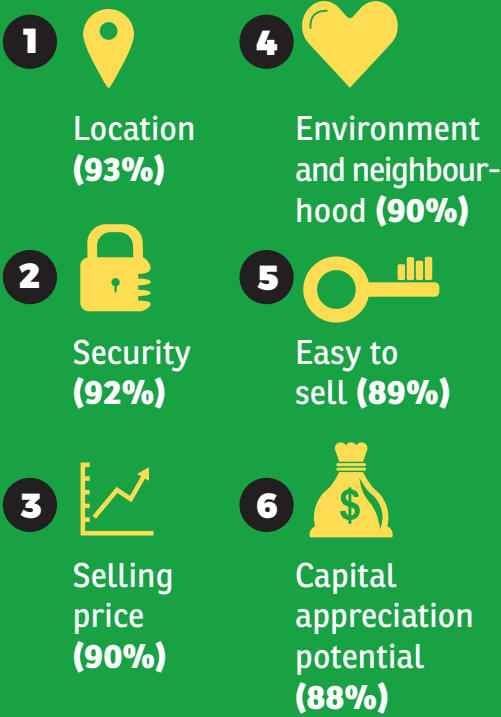 1
Location
(93%)
2
Security
(92%)
3
Selling
price
(90%)
4
Environment
and neighbour-
hood (90%)
5
Easy to
sell (89%)
6
$
Capital
appreciation
potential
(88%)